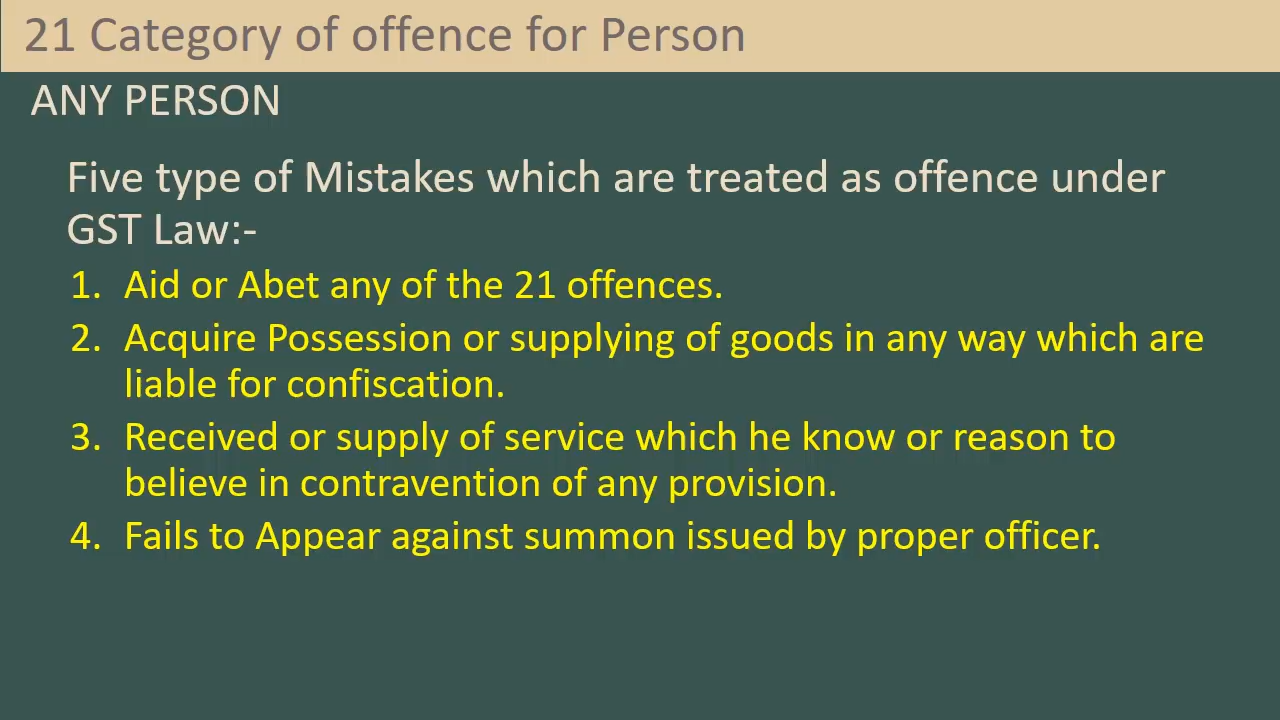 21 Category of offence for Person
ANY PERSON
Five type of Mistakes which are treated as offence under
GST Law:-
1. Aid or Abet any of the 21 offences.
2. Acquire Possession or supplying of goods in any way which are
liable for confiscation.
3. Received or supply of service which he know or reason to
believe in contravention of any provision.
4. Fails to Appear against summon issued by proper officer.